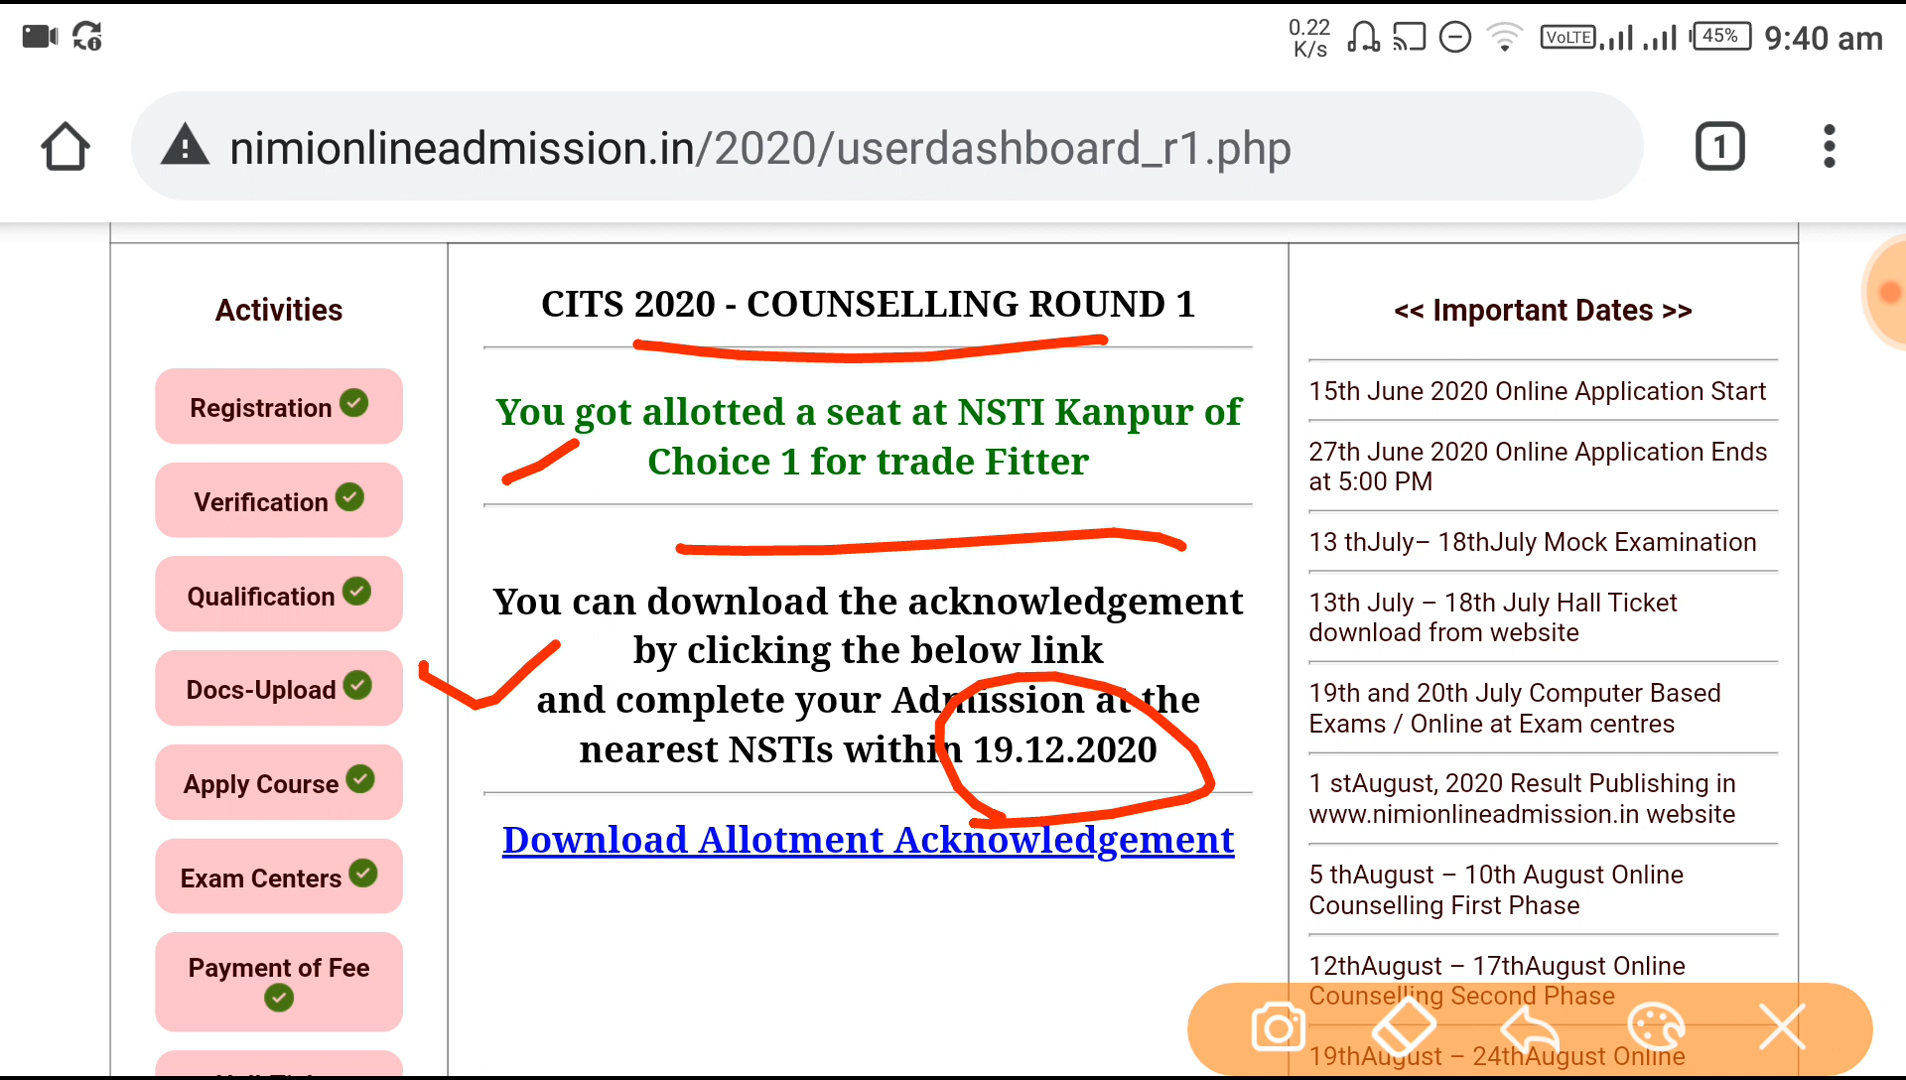 0.22
K/s
VoLTE
45%
9:40 am
nimionlineadmission.in/2020/userdashboard_r1.php
1
Activities
Registration
Verification
Qualification
Docs-Upload
Apply Course
Exam Centers
Payment of Fee
CITS 2020 - COUNSELLING ROUND 1
You got allotted a seat at NSTI Kanpur of
Choice 1 for trade Fitter
You can download the acknowledgement
by clicking the below link
and complete your Admission at the
nearest NSTIs within 19.12.2020
Download Allotment Acknowledgement
<< Important Dates >>
15th June 2020 Online Application Start
27th June 2020 Online Application Ends
at 5:00 PM
13 thJuly– 18thJuly Mock Examination
13th July – 18th July Hall Ticket
download from website
19th and 20th July Computer Based
Exams / Online at Exam centres
1 stAugust, 2020 Result Publishing in
www.nimionlineadmission.in website
5 thAugust – 10th August Online
Counselling First Phase
12thAugust – 17thAugust Online
Counselling Second Phase
19thAugust – 24thAugust Online